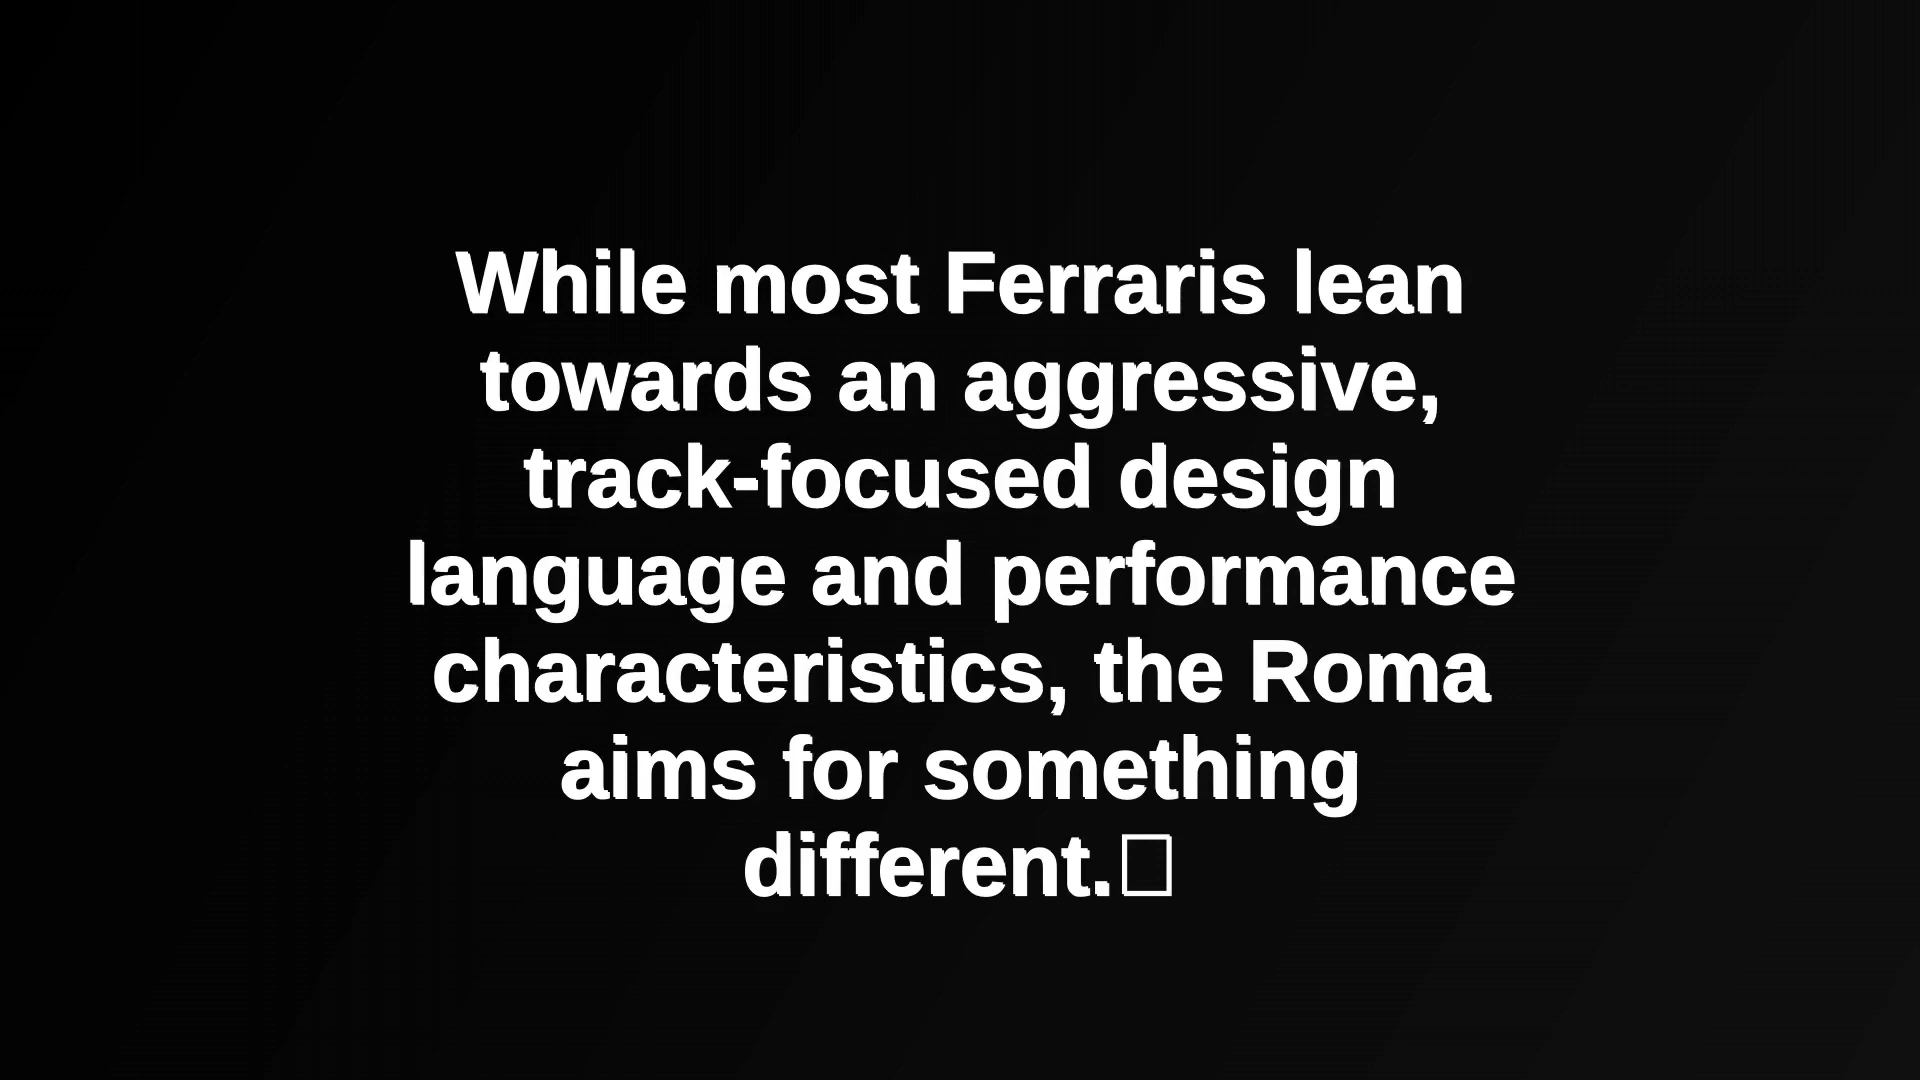 While most Ferraris lean
towards an aggressive,
track-focused design
language and performance
characteristics, the Roma
aims for something
different.